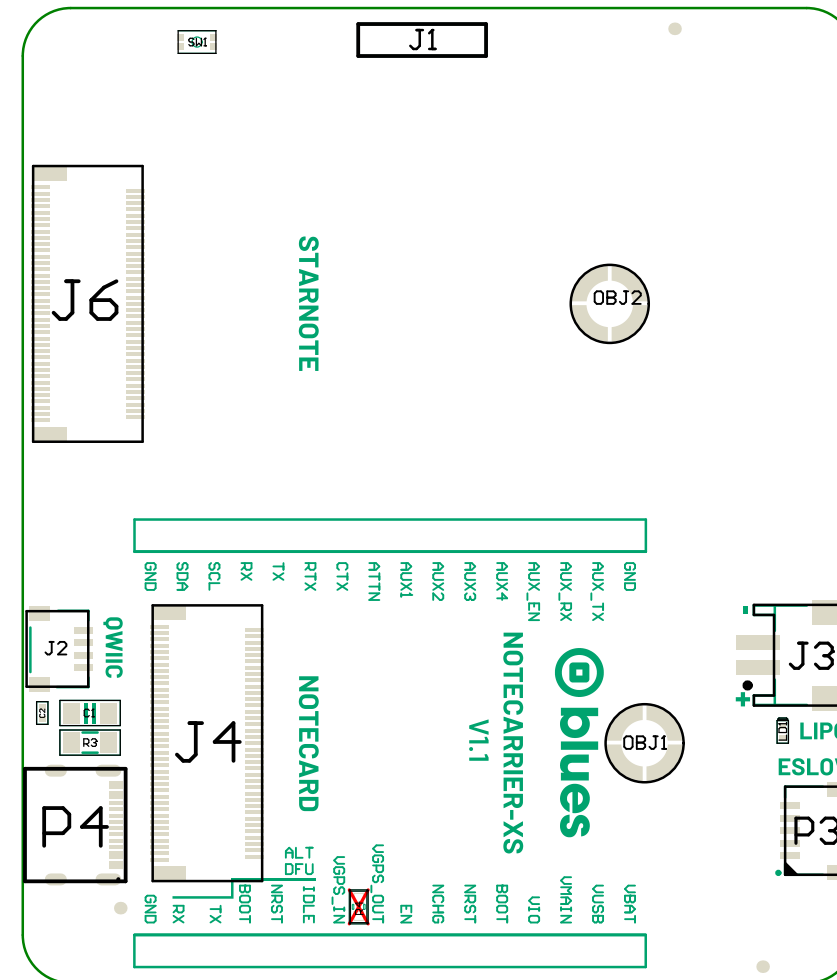 SW1
J1
J6
STARNOTE
OBJ2
GND
SDA
SCL
RX
TX
RTX
CTX
ATTN
AUX1
AUX2
AUX3
AUX4
AUX_EN
AUX_RX
AUX_TX
GND
J2
QWIIC
C2
C1
R3
P4
J4
NOTECARD
NOTECARRIER-XS
V1.1
blues
OBJ1
-
J3
+
LED1
LIPO
ESLOV
P3
ALT
DFU
GND
RX
TX
BOOT
NRST
IDLE
VGPS_IN
VGPS_OUT
EN
NCHG
NRST
BOOT
VIO
VMAIN
VUSB
VBAT